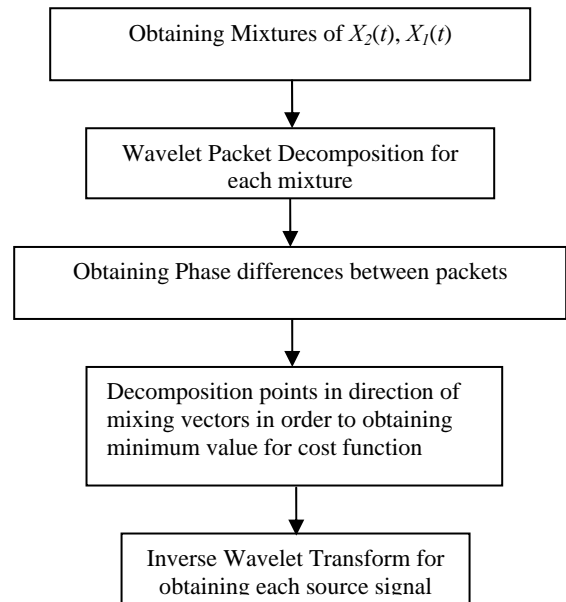 Obtaining Mixtures of X2(t), X1(t)
Wavelet Packet Decomposition for
each mixture
Obtaining Phase differences between packets
Decomposition points in direction of
mixing vectors in order to obtaining
minimum value for cost function
Inverse Wavelet Transform for
obtaining each source signal